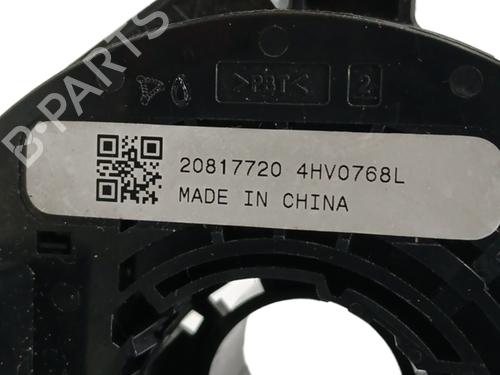 B-PARTS
>PBT<
2
20817720 4HV0768L
MADE IN CHINA